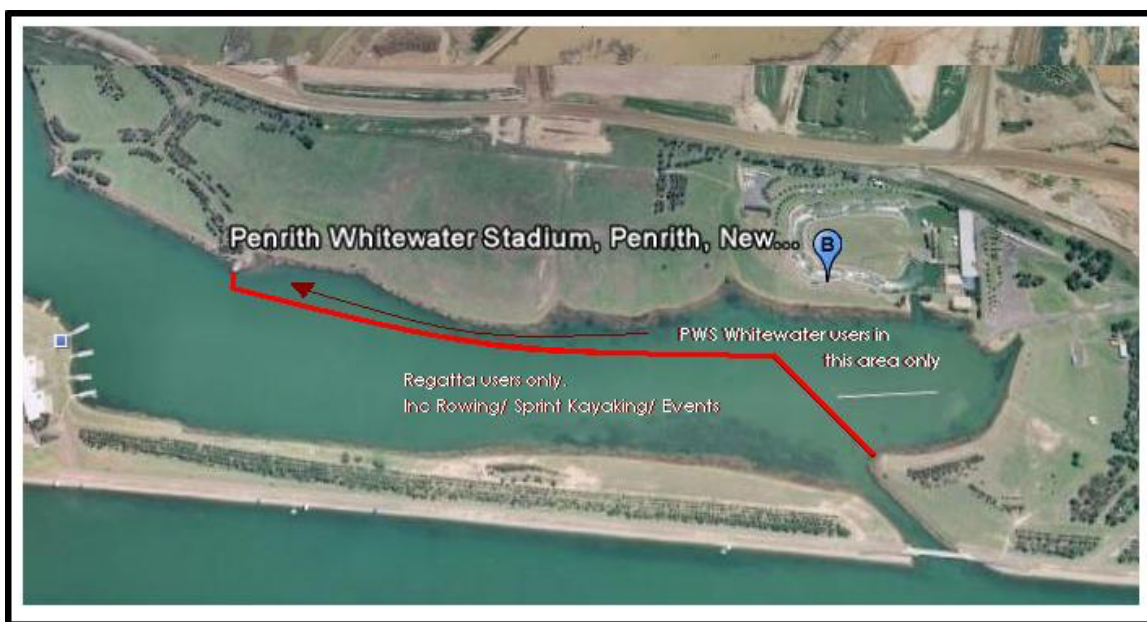 Penrith Whitewater Stadium, Penrith, New...
B
PWS Whitewater users in
this area only
Regatta users only.
Inc Rowing/ Sprint Kayaking/ Events